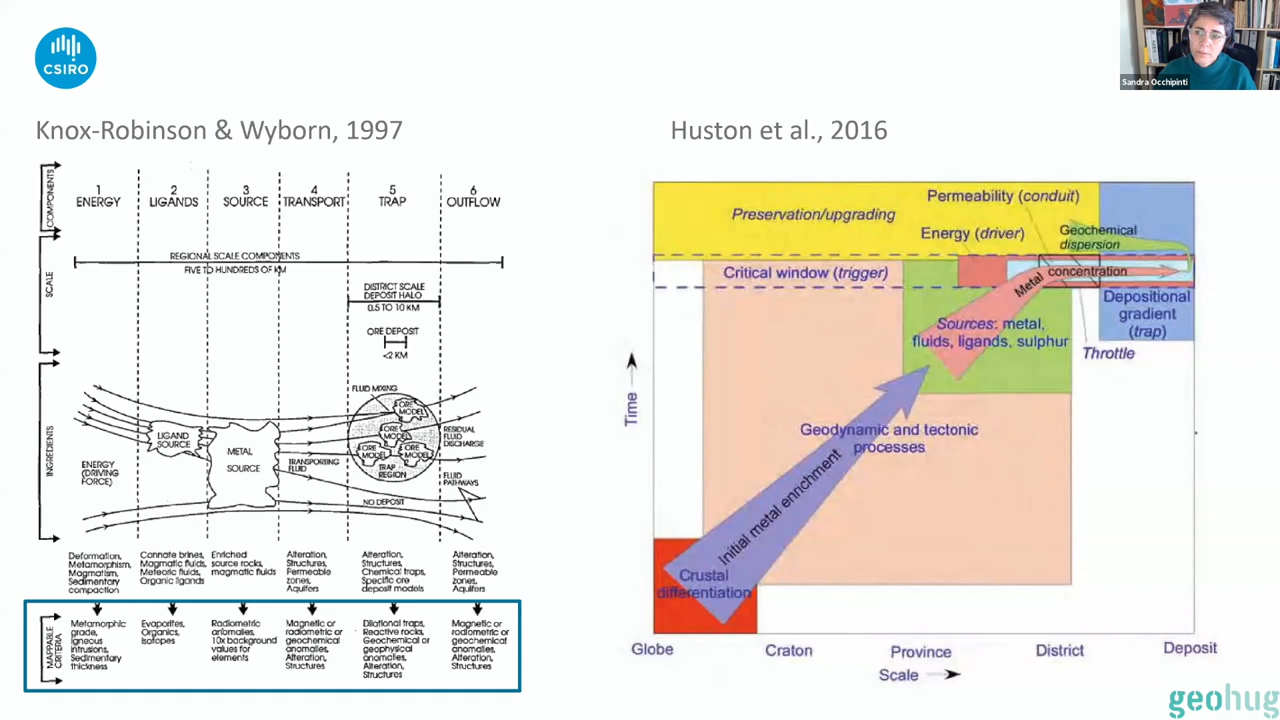 CSIRO
Sandra Occhipinti
Knox-Robinson & Wyborn, 1997
COMPONENTS
1
ENERGY
2
LIGANDS
3
SOURCE
4
TRANSPORT
5
TRAP
6
OUTFLOW
SCALE
REGIONAL SCALE COMPONENTS
FIVE TO HUNDREDS OF KM
DISTRICT SCALE
DEPOSIT HALO
0.5 TO 10 KM
ORE DEPOSIT
<2 KM
INGREDIENTS
ENERGY
(DRIVING
FORCE)
LIGAND
SOURCE
METAL
SOURCE
TRANSPORTING
FLUID
FLUID MIXING
ORE
MODEL
ORE
MODEL
ORE
MODEL
ORE
MODEL
TRAP
REGION
NO DEPOSIT
RESIDUAL
FLUID
DISCHARGE
FLUID
PATHWAYS
Deformation,
Metamorphism,
Magmatism,
Sedimentary
compaction
Connate brines,
Magmatic fluids,
Meteoric fluids,
Organic ligands
Enriched
source rocks,
magmatic fluids
Alteration,
Structures,
Permeable
zones,
Aquifers
Alteration,
Structures,
Chemical traps,
Specific ore
deposit models
Alteration,
Structures,
Permeable
zones,
Aquifers
MAPPABLE
CRITERIA
Metamorphic
grade,
Igneous
intrusions,
Sedimentary
thickness
Evaporites,
Organics,
Isotopes
Radiometric
anomalies,
10x background
values for
elements
Magnetic or
radiometric or
geochemical
anomalies,
Alteration,
Structures
Dilational traps,
Reactive rocks,
Geochemical or
geophysical
anomalies,
Alteration,
Structures
Magnetic or
radiometric or
geochemical
anomalies,
Alteration,
Structures
Huston et al., 2016
Preservation/upgrading
Permeability (conduit)
Energy (driver)
Geochemical
dispersion
Critical window (trigger)
Metal concentration
Depositional
gradient
(trap)
Sources: metal,
fluids, ligands, sulphur
Throttle
Time
Geodynamic and tectonic
processes
Initial metal enrichment
Crustal
differentiation
Globe
Craton
Province
District
Deposit
Scale
geohug